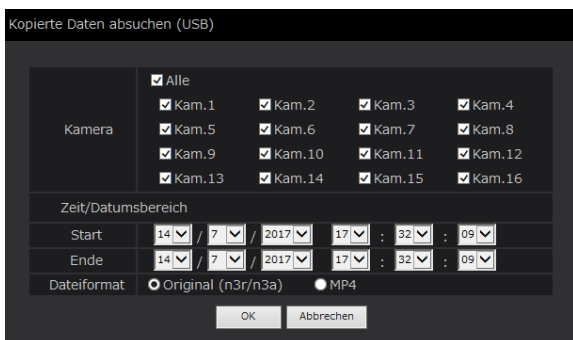 Kopierte Daten absuchen (USB)
Alle
Kam.1 Kam.2 Kam.3 Kam.4
Kamera Kam.5 Kam.6 Kam.7 Kam.8
Kam.9 Kam.10 Kam.11 Kam.12
Kam.13 Kam.14 Kam.15 Kam.16
Zeit/Datumsbereich
Start 14 / 7 / 2017 17 : 32 : 09
Ende 14 / 7 / 2017 17 : 32 : 09
Dateiformat Original (n3r/n3a) MP4
OK Abbrechen